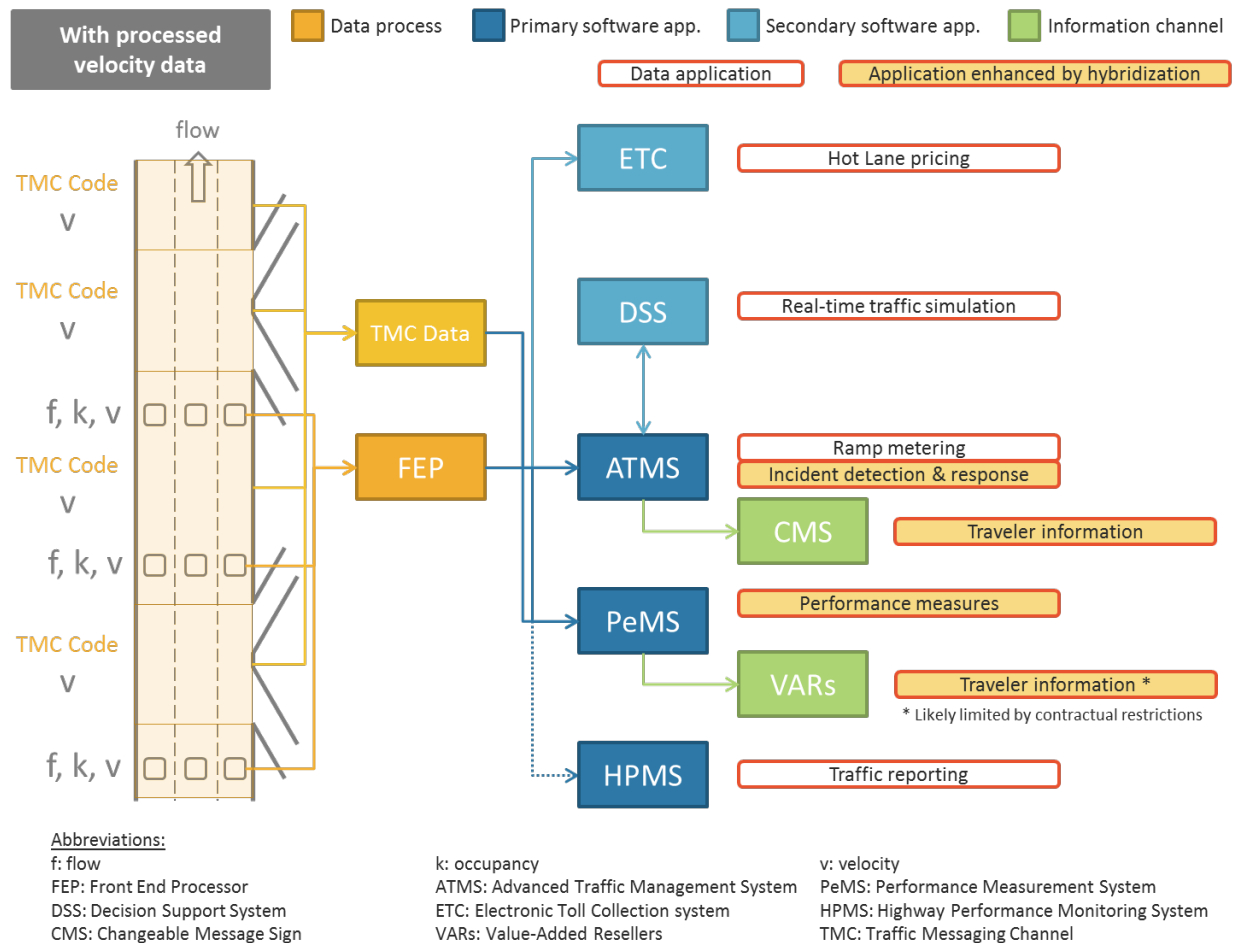 With processed
velocity data
Data process
Primary software app.
Secondary software app.
Information channel
Data application
Application enhanced by hybridization
flow
TMC Code
v
TMC Code
v
f, k, v
TMC Code
v
f, k, v
TMC Code
v
f, k, v
TMC Data
FEP
ETC
Hot Lane pricing
DSS
Real-time traffic simulation
ATMS
Ramp metering
Incident detection & response
CMS
Traveler information
PeMS
Performance measures
VARs
Traveler information *
* Likely limited by contractual restrictions
HPMS
Traffic reporting
Abbreviations:
f: flow
k: occupancy
v: velocity
FEP: Front End Processor
ATMS: Advanced Traffic Management System
PeMS: Performance Measurement System
DSS: Decision Support System
ETC: Electronic Toll Collection system
HPMS: Highway Performance Monitoring System
CMS: Changeable Message Sign
VARs: Value-Added Resellers
TMC: Traffic Messaging Channel